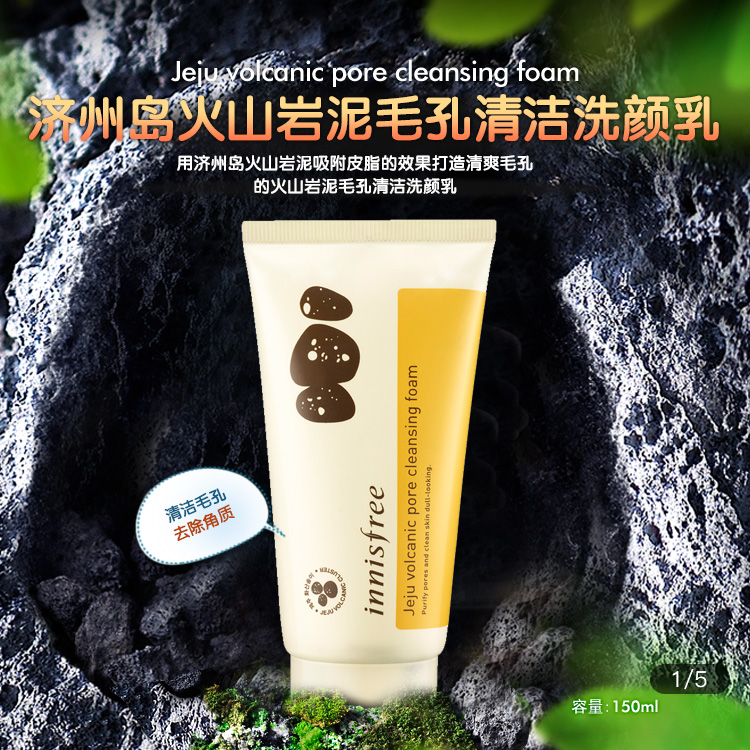 Jeju volcanic pore cleansing foam
济州岛火山岩泥毛孔清洁洗颜乳
用济州岛火山岩泥吸附皮脂的效果打造清爽毛孔
的火山岩泥毛孔清洁洗颜乳
清洁毛孔
去除角质
innisfree
Jeju volcanic pore cleansing foam
Purify pores and clean skin dull-looking.
JEJU VOLCANIC CLUSTER
1/5
容量：150ml